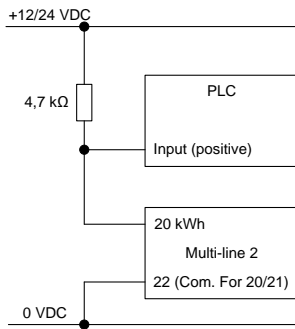 +12/24 VDC
4,7 kΩ
PLC
Input (positive)
20 kWh
Multi-line 2
22 (Com. For 20/21)
0 VDC